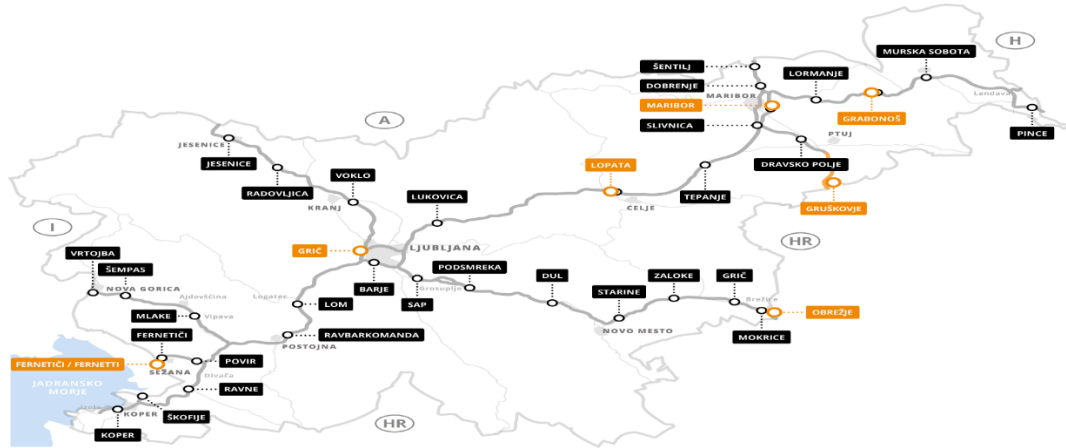 H
MURSKA SOBOTA
ŠENTILJ
LORMANJE
DOBRENJE
MARIBOR
Lendava
MARIBOR
GRABONOŠ
A
SLIVNICA
PINCE
PTUJ
JESENICE
JESENICE
DRAVSKO POLJE
LOPATA
VOKLO
RADOVLJICA
LUKOVICA
TEPANJE
KRANJ
CELJE
GRUŠKOVJE
I
HR
GRIČ
LJUBLJANA
VRTOJBA
ŠEMPAS
BARJE
PODSMREKA
DUL
ZALOKE
GRIČ
NOVA GORICA
Grosuplje
STARINE
Ajdovščina
Logatec
LOM
SAP
Brežice
OBREŽJE
MLAKE
Vipava
NOVO MESTO
MOKRICE
FERNETIČI
RAVBARKOMANDA
POSTOJNA
FERNETIČI / FERNETTI
POVIR
SEŽANA
Divača
JADRANSKO
MORJE
RAVNE
KOPER
ŠKOFIJE
KOPER
HR